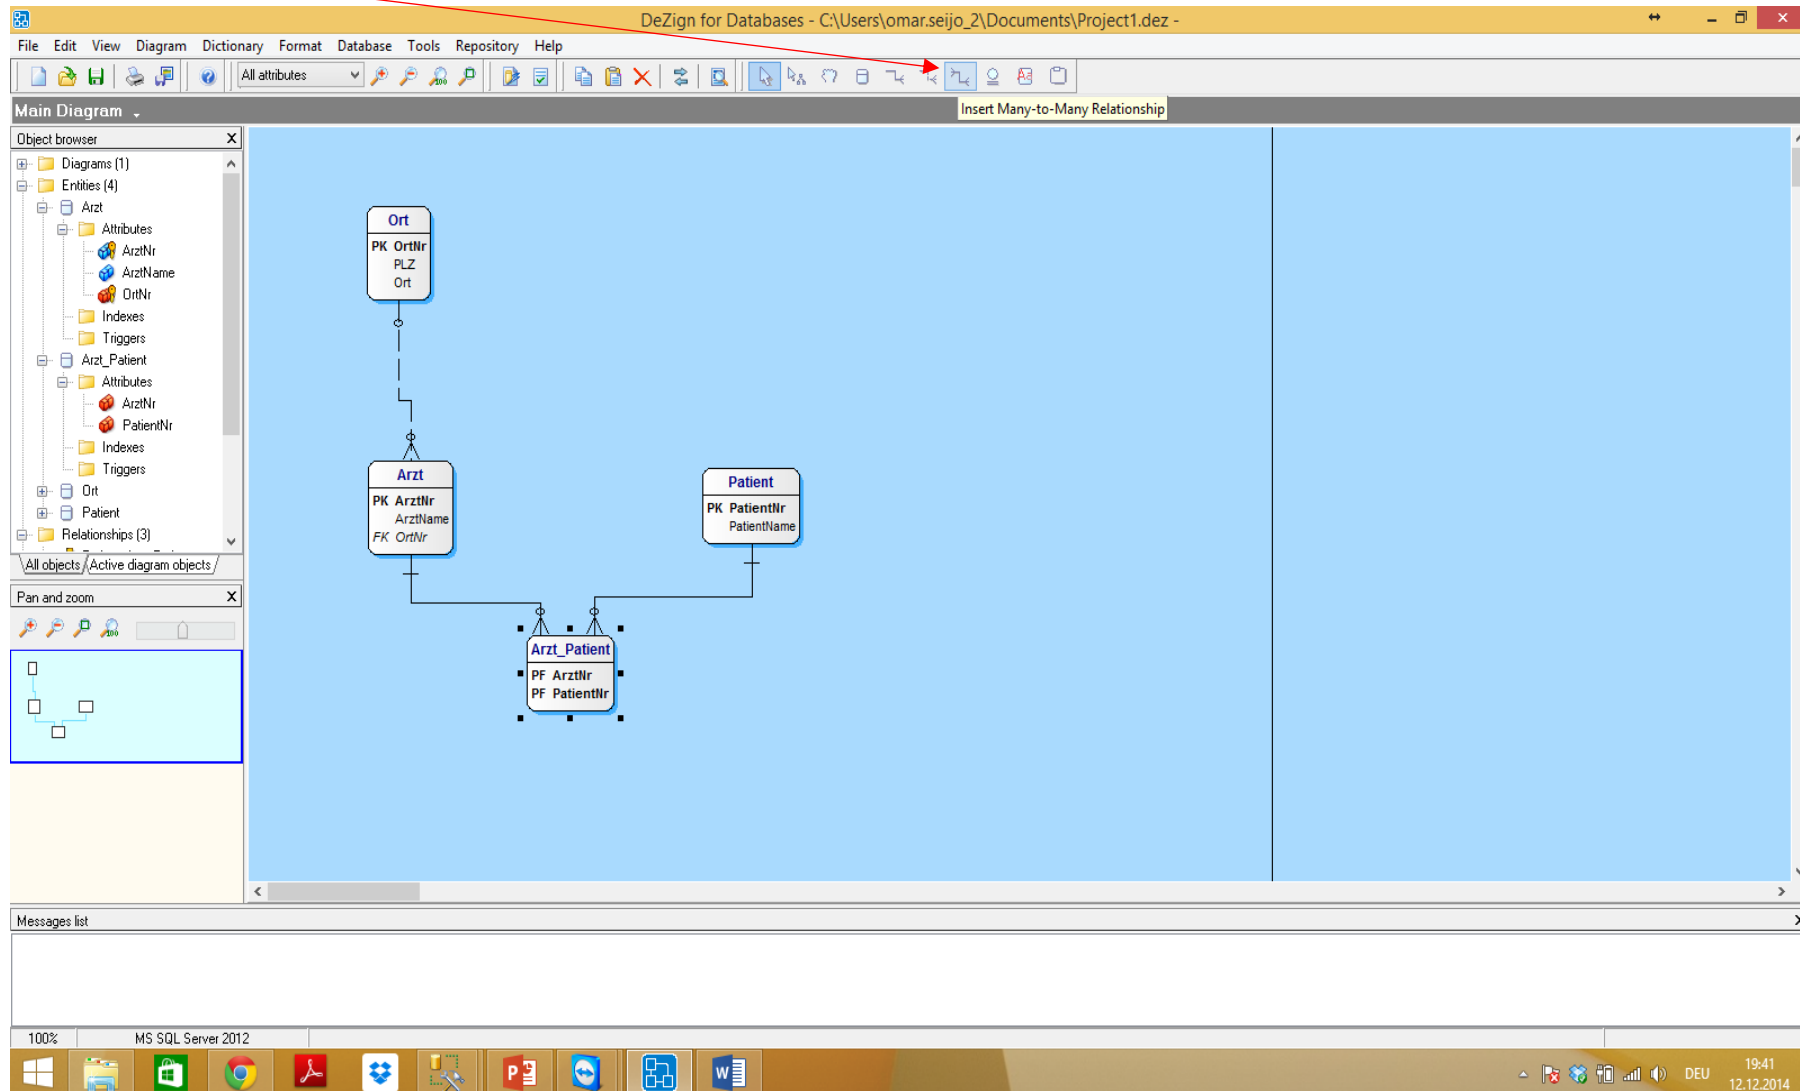 DeZign for Databases - C:\Users\omar.seijo_2\Documents\Project1.dez -
File Edit View Diagram Dictionary Format Database Tools Repository Help
All attributes
Main Diagram
Insert Many-to-Many Relationship
Object browser X
Diagrams (1)
Entities (4)
Arzt
Attributes
ArztNr
ArztName
OrtNr
Indexes
Triggers
Arzt_Patient
Attributes
ArztNr
PatientNr
Indexes
Triggers
Ort
Patient
Relationships (3)
All objects Active diagram objects
Pan and zoom X
Ort
PK OrtNr
PLZ
Ort
Arzt
PK ArztNr
ArztName
FK OrtNr
Patient
PK PatientNr
PatientName
Arzt_Patient
PF ArztNr
PF PatientNr
Messages list
100% MS SQL Server 2012
DEU
19:41
12.12.2014